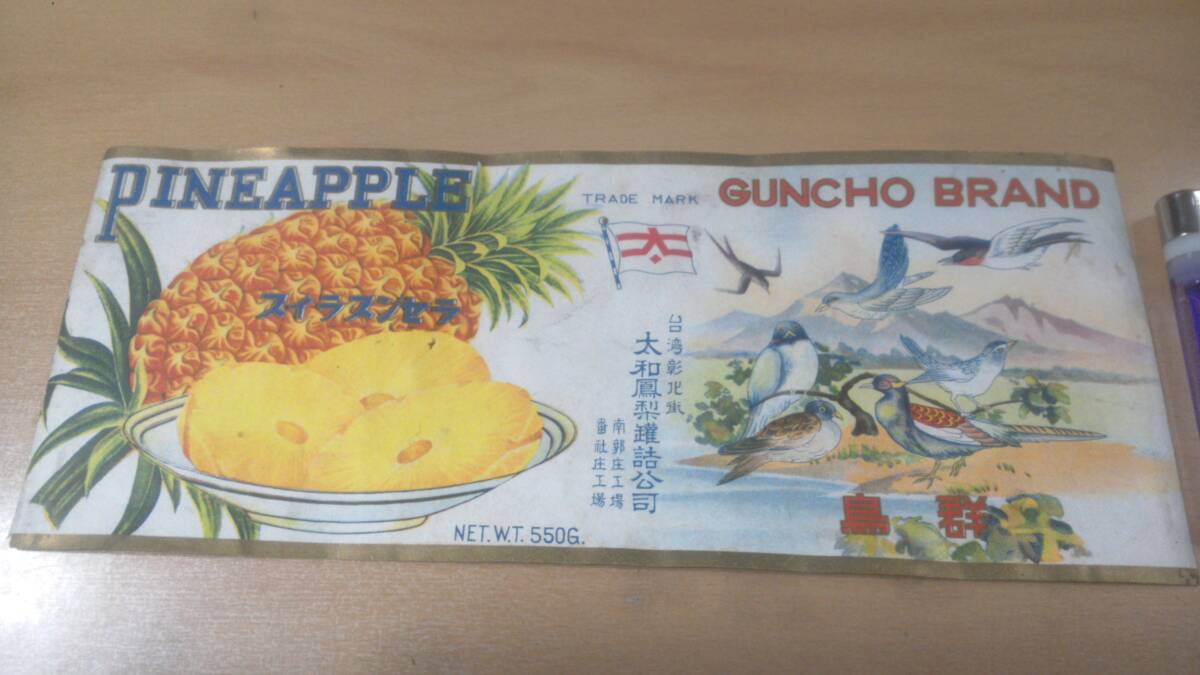 PINEAPPLE
ラセンスライス
NET.W.T. 550G.
TRADE MARK
大
台湾彰化街
太和鳳梨罐詰公司
南郭庄工場
番社庄工場
GUNCHO BRAND
群鳥